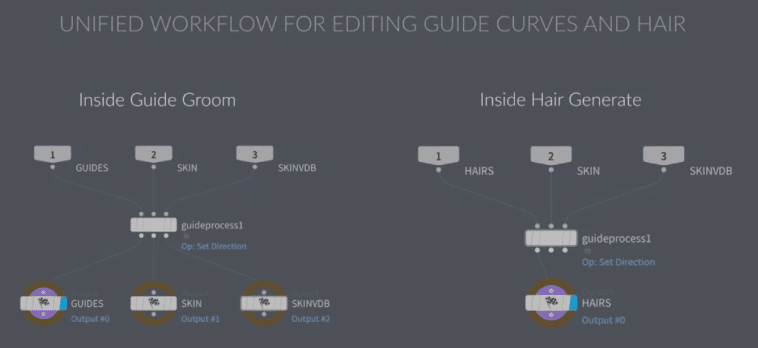 UNIFIED WORKFLOW FOR EDITING GUIDE CURVES AND HAIR
Inside Guide Groom
Inside Hair Generate
1
GUIDES
2
SKIN
3
SKINVDB
1
HAIRS
2
SKIN
3
SKINVDB
guideprocess1
Op: Set Direction
guideprocess1
Op: Set Direction
GUIDES
Output #0
SKIN
Output #1
SKINVDB
Output #2
HAIRS
Output #0